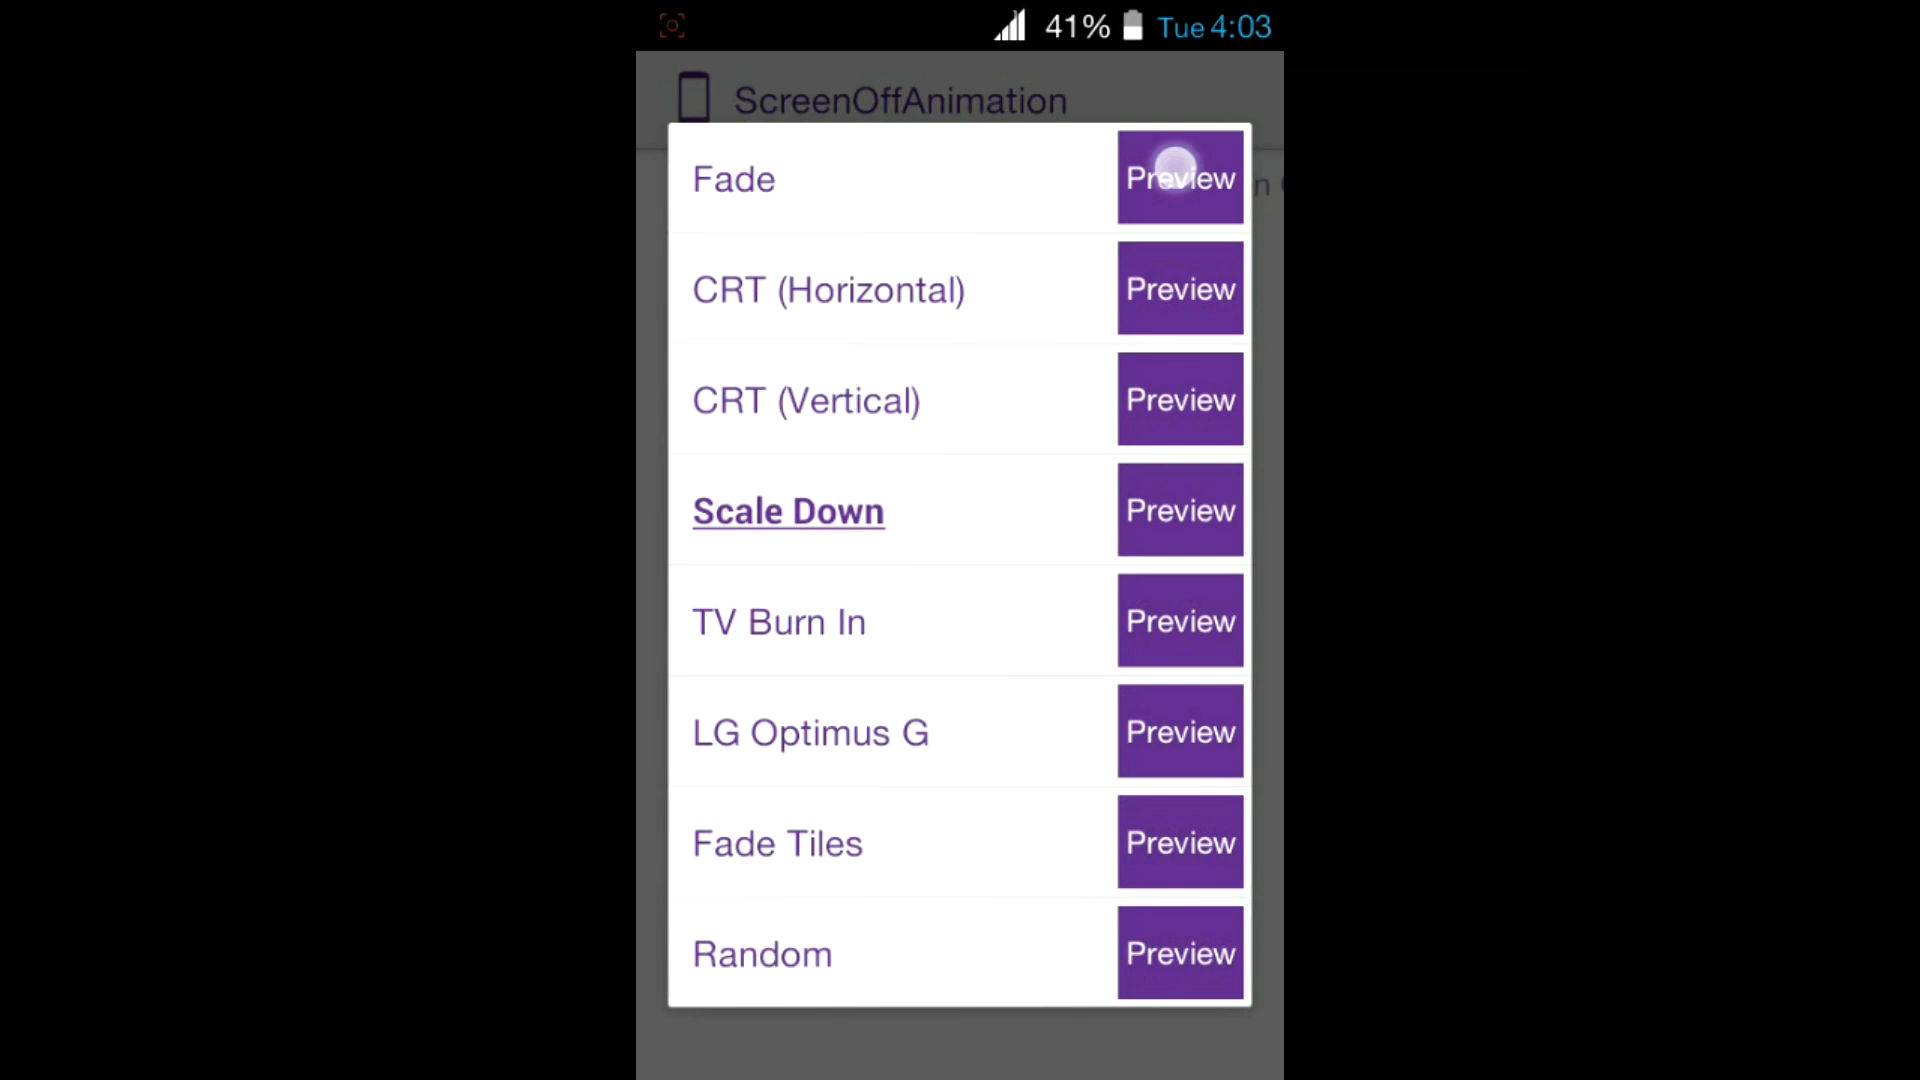 41% Tue 4:03
ScreenOffAnimation
Fade Preview
CRT (Horizontal) Preview
CRT (Vertical) Preview
Scale Down Preview
TV Burn In Preview
LG Optimus G Preview
Fade Tiles Preview
Random Preview